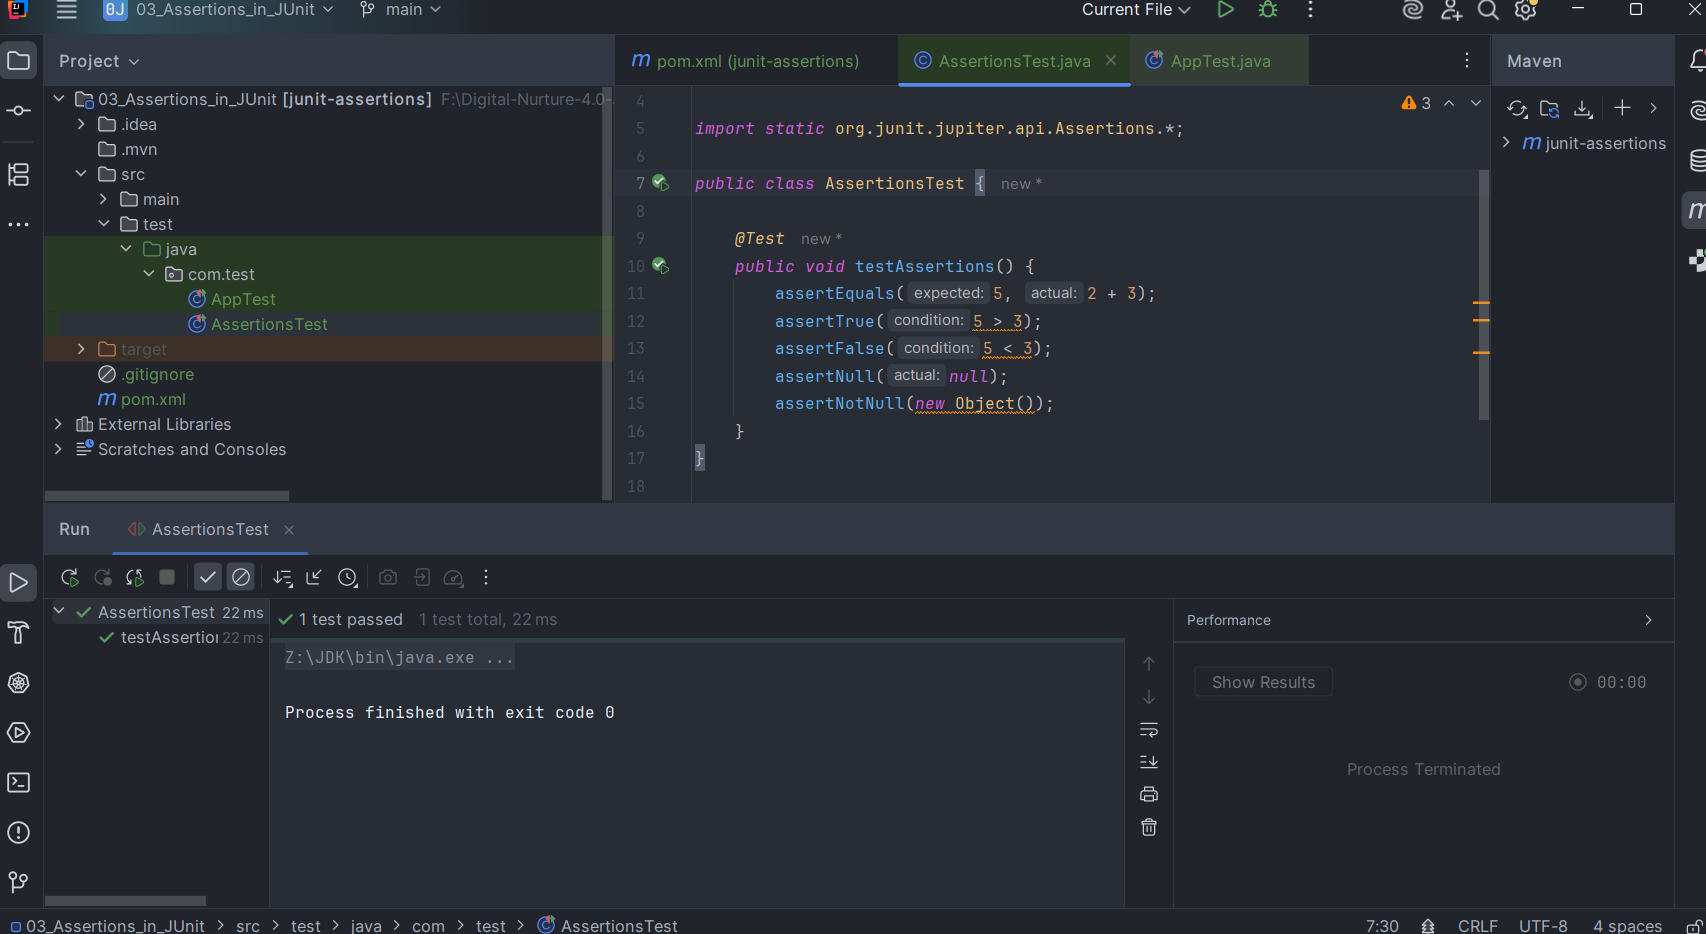 0J 03_Assertions_in_JUnit main Current File
Project
pom.xml (junit-assertions) AssertionsTest.java AppTest.java
Maven
03_Assertions_in_JUnit [junit-assertions] F:\Digital-Nurture-4.0-
.idea
.mvn
src
main
test
java
com.test
AppTest
AssertionsTest
target
.gitignore
pom.xml
External Libraries
Scratches and Consoles
3
4
5 import static org.junit.jupiter.api.Assertions.*;
6
7 public class AssertionsTest { new *
8
9 @Test new *
10 public void testAssertions() {
11 assertEquals( expected: 5, actual: 2 + 3);
12 assertTrue( condition: 5 > 3);
13 assertFalse( condition: 5 < 3);
14 assertNull( actual: null);
15 assertNotNull(new Object());
16 }
17 }
18
junit-assertions
Run AssertionsTest
AssertionsTest 22 ms
testAssertion 22 ms
1 test passed 1 test total, 22 ms
Z:\JDK\bin\java.exe ...
Process finished with exit code 0
Performance
Show Results 00:00
Process Terminated
03_Assertions_in_JUnit > src > test > java > com > test > AssertionsTest 7:30 CRLF UTF-8 4 spaces